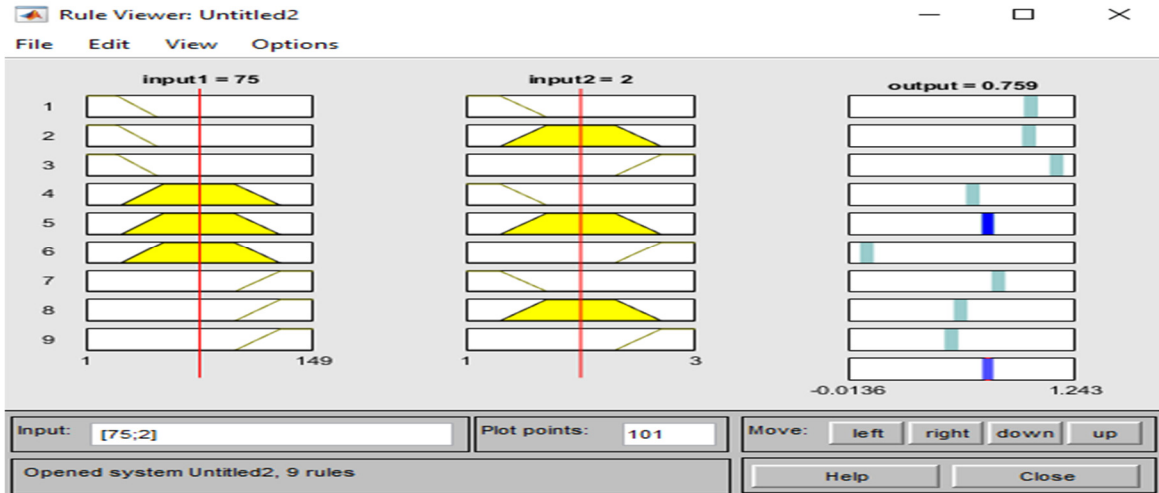 Rule Viewer: Untitled2
File Edit View Options
input1 = 75 input2 = 2 output = 0.759
1
2
3
4
5
6
7
8
9
1 149 1 3
-0.0136 1.243
Input: [75;2] Plot points: 101 Move: left right down up
Opened system Untitled2, 9 rules Help Close